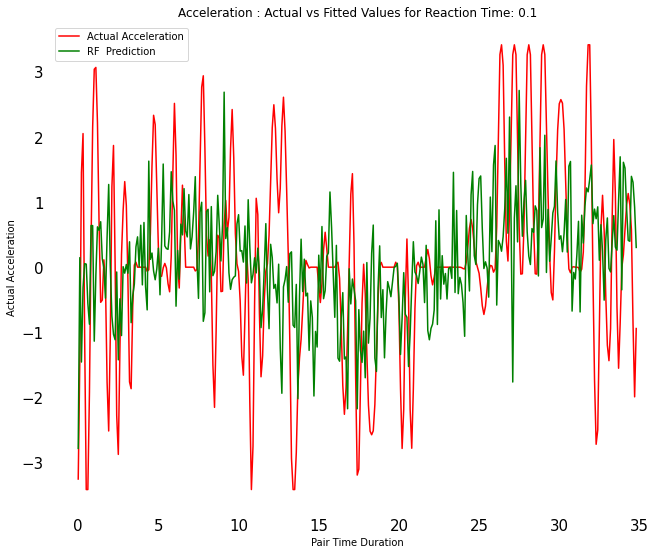 Acceleration : Actual vs Fitted Values for Reaction Time: 0.1
Actual Acceleration
RF Prediction
3
2
1
0
−1
−2
−3
Actual Acceleration
0 5 10 15 20 25 30 35
Pair Time Duration